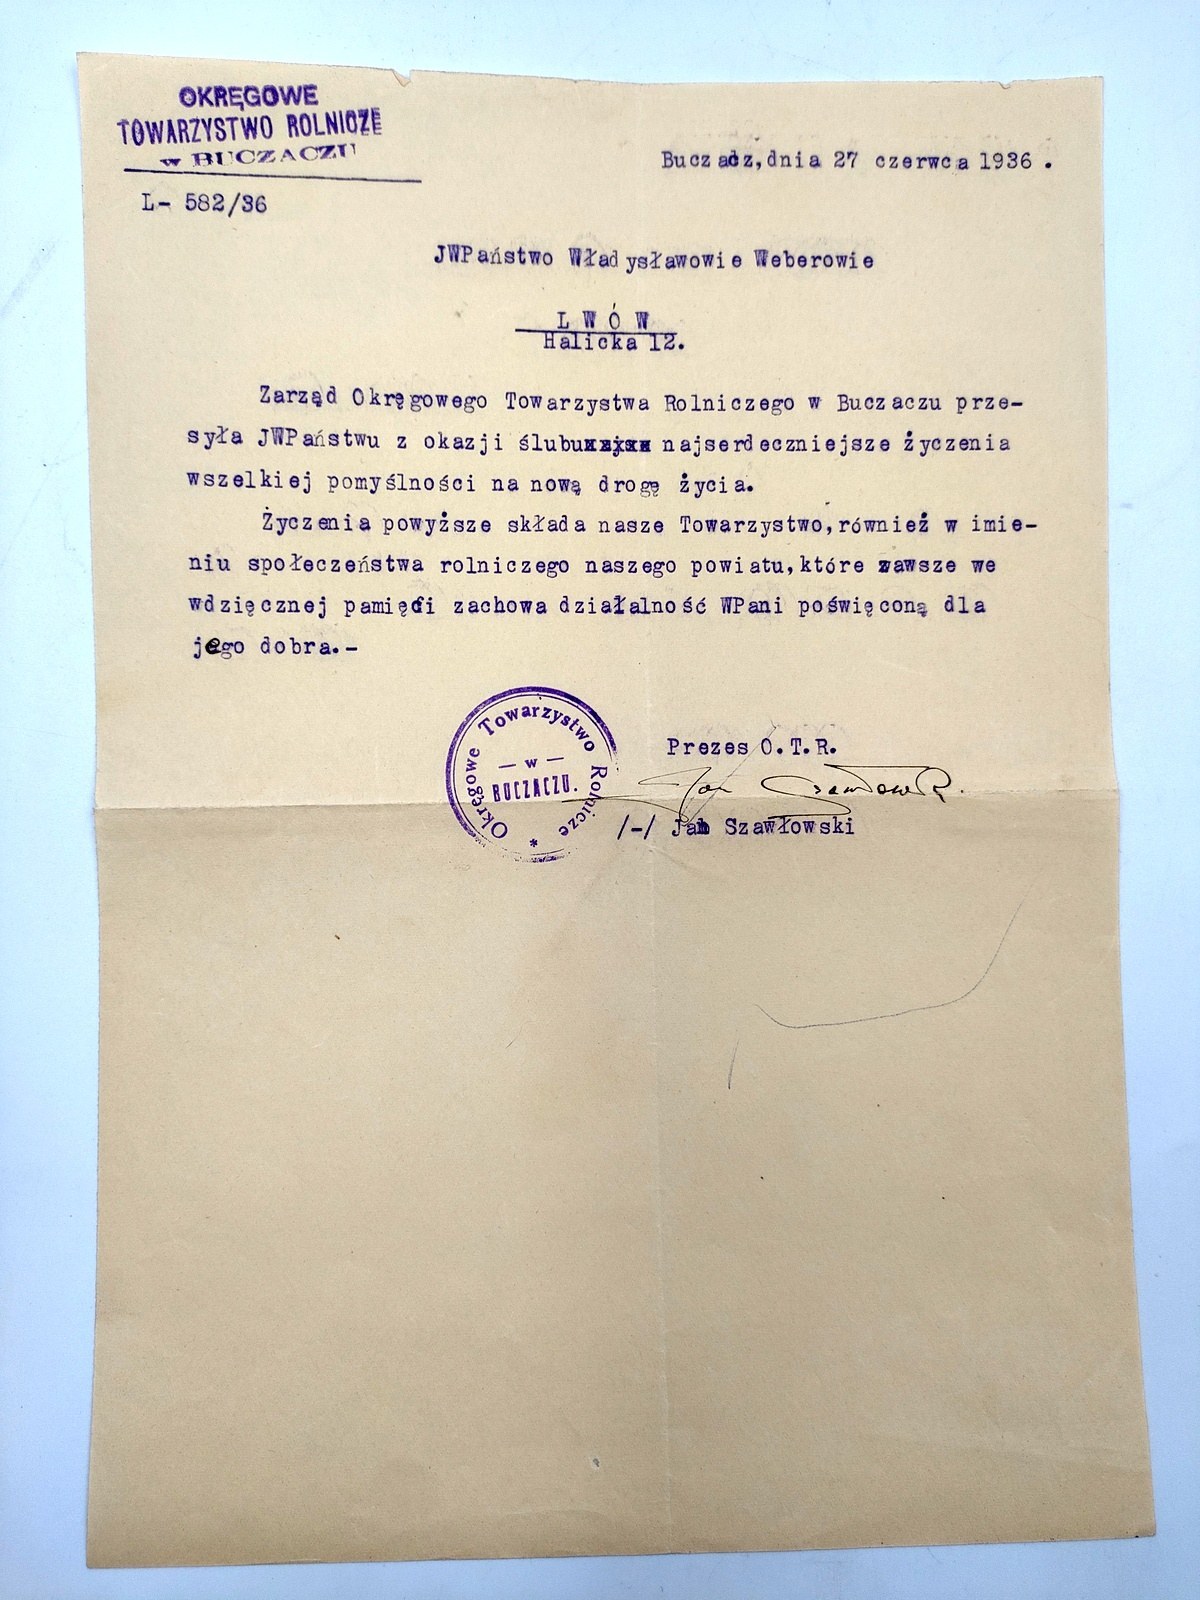 OKRĘGOWE
TOWARZYSTWO ROLNICZE
w BUCZACZU
Buczacz,dnia 27 czerwca 1936 .
L- 582/36
JWPaństwo Władysławowie Weberowie
L W Ó W
Halicka 12.
Zarząd Okręgowego Towarzystwa Rolniczego w Buczaczu prze-
syła JWPaństwu z okazji ślubu najserdeczniejsze życzenia
wszelkiej pomyślności na nową drogę życia.
Życzenia powyższe składa nasze Towarzystwo,również w imie-
niu społeczeństwa rolniczego naszego powiatu,które zawsze we
wdzięcznej pamięci zachowa działalność WPani poświęconą dla
jego dobra.-
Okręgowe Towarzystwo Rolnicze
- w -
BUCZACZU.
*
Prezes O.T.R.
Jan Szawłowski.
/-/ Jan Szawłowski